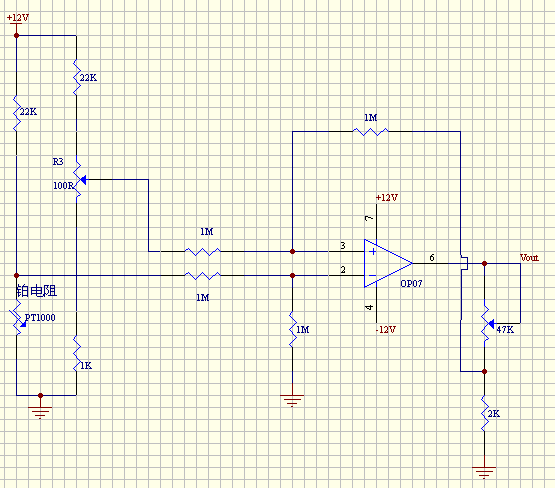 +12V
22K
22K
R3
100R
1M
1M
1M
+12V
7
3
6
2
OP07
4
-12V
Vout
47K
铂电阻
PT1000
1M
1K
2K